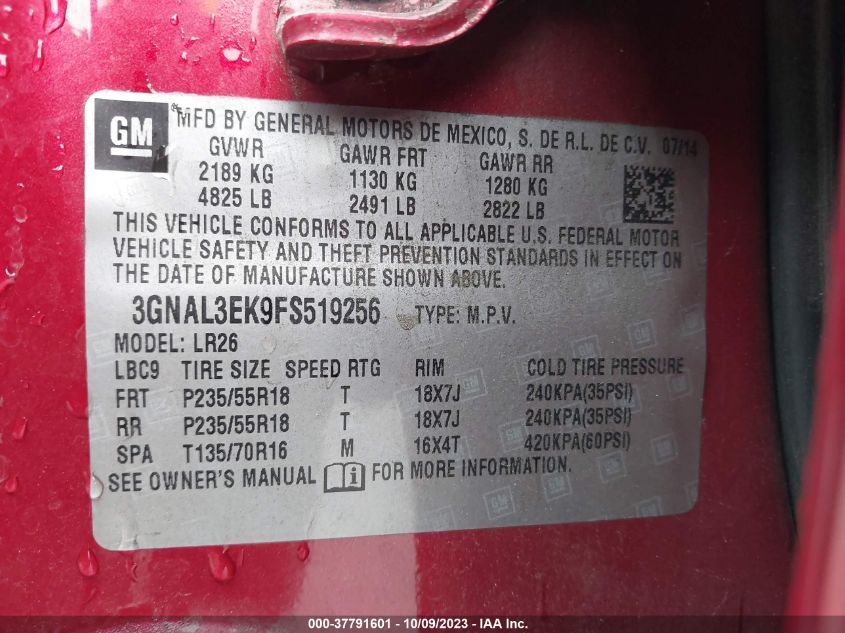 GM
® MFD BY GENERAL MOTORS DE MEXICO, S. DE R.L. DE C.V. 07/14
GVWR GAWR FRT GAWR RR
2189 KG 1130 KG 1280 KG
4825 LB 2491 LB 2822 LB
THIS VEHICLE CONFORMS TO ALL APPLICABLE U.S. FEDERAL MOTOR
VEHICLE SAFETY AND THEFT PREVENTION STANDARDS IN EFFECT ON
THE DATE OF MANUFACTURE SHOWN ABOVE.
3GNAL3EK9FS519256 TYPE: M.P.V.
MODEL: LR26
LBC9 TIRE SIZE SPEED RTG RIM COLD TIRE PRESSURE
FRT P235/55R18 T 18X7J 240KPA(35PSI)
RR P235/55R18 T 18X7J 240KPA(35PSI)
SPA T135/70R16 M 16X4T 420KPA(60PSI)
SEE OWNER'S MANUAL FOR MORE INFORMATION.
000-37791601 - 10/09/2023 - IAA Inc.